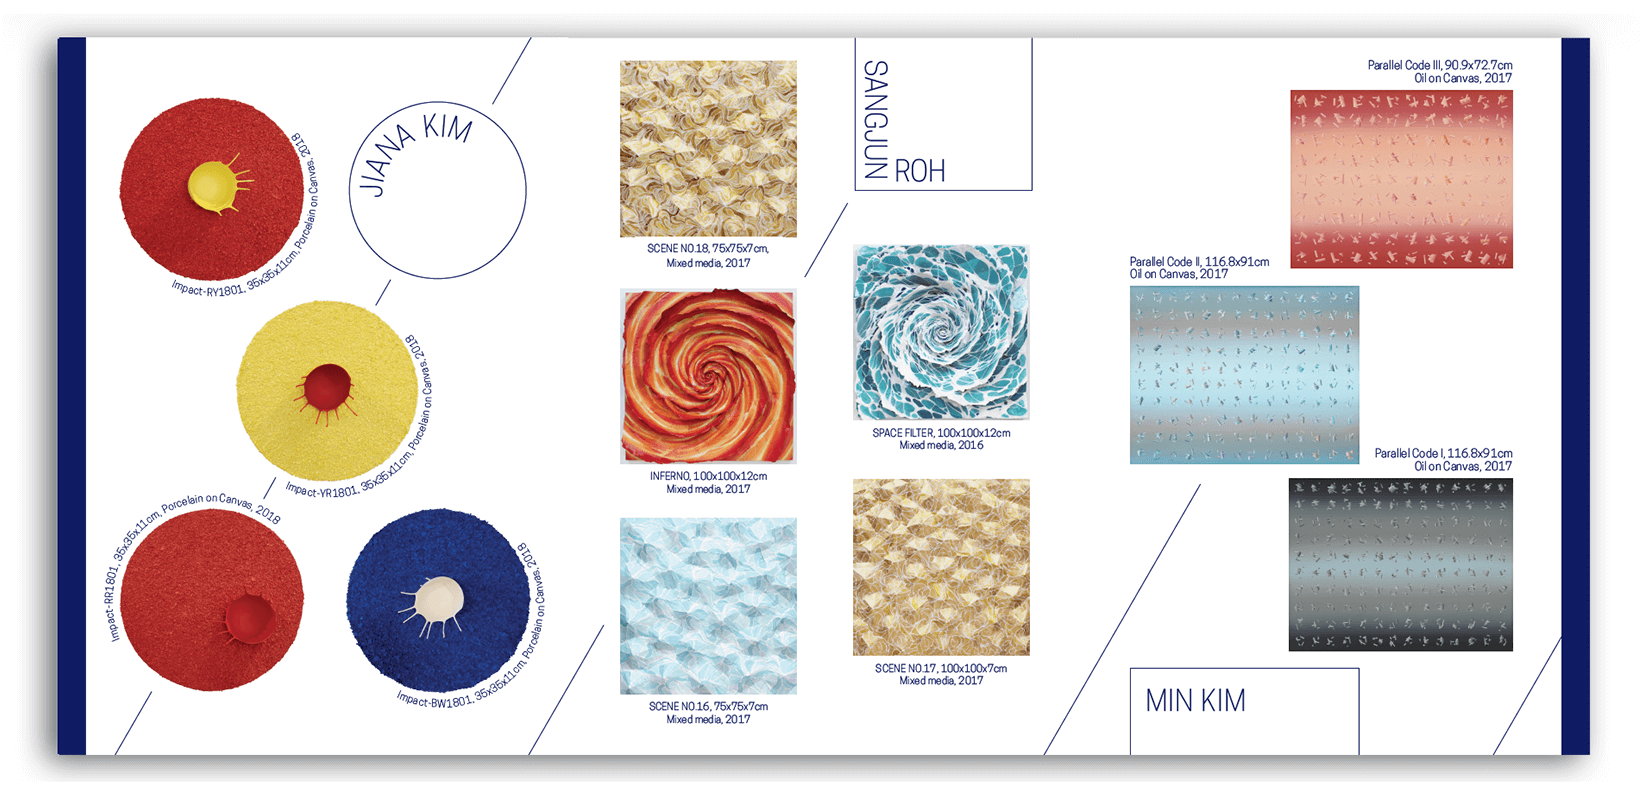 JIANA KIM
Impact-RY1801, 35x35x11cm, Porcelain on Canvas, 2018
Impact-YR1801, 35x35x11cm, Porcelain on Canvas, 2018
Impact-RR1801, 35x35x11cm, Porcelain on Canvas, 2018
Impact-BW1801, 35x35x11cm, Porcelain on Canvas, 2018
SANGJUN
ROH
SCENE NO.18, 75x75x7cm,
Mixed media, 2017
INFERNO, 100x100x12cm
Mixed media, 2017
SCENE NO.16, 75x75x7cm
Mixed media, 2017
SPACE FILTER, 100x100x12cm
Mixed media, 2016
SCENE NO.17, 100x100x7cm
Mixed media, 2017
Parallel Code III, 90.9x72.7cm
Oil on Canvas, 2017
Parallel Code II, 116.8x91cm
Oil on Canvas, 2017
Parallel Code I, 116.8x91cm
Oil on Canvas, 2017
MIN KIM